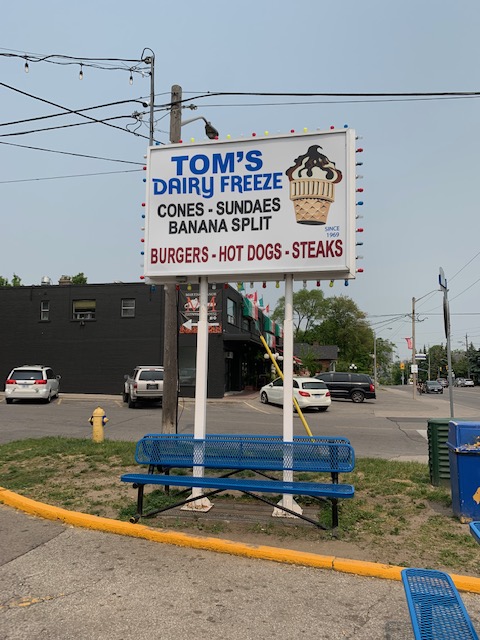 TOM'S
DAIRY FREEZE
CONES - SUNDAES
BANANA SPLIT
SINCE
1969
BURGERS - HOT DOGS - STEAKS